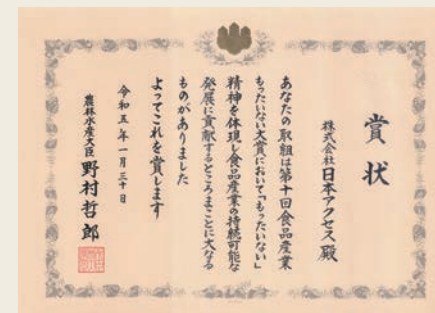 賞状
株式会社日本アクセス殿
あなたの取組は第十回食品産業
もったいない大賞において「もったいない」
精神を体現し食品産業の持続可能な
発展に貢献するところまことに大なる
ものがありました
よってこれを賞します
令和五年一月三十日
農林水産大臣 野村哲郎